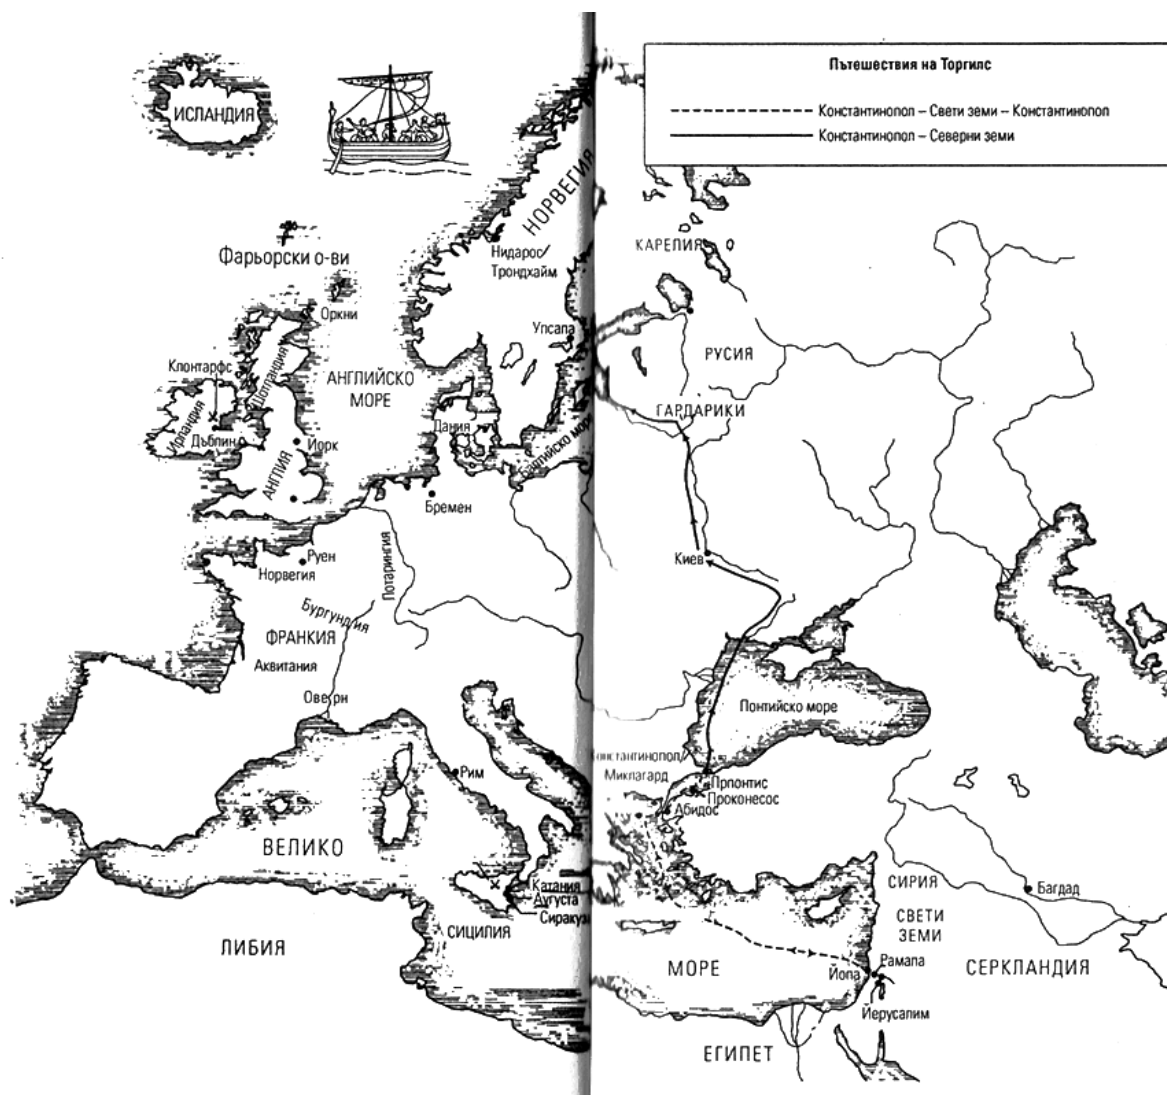 Пътешествия на Торгилс
Константинопол – Свети земи – Константинопол
Константинопол – Северни земи
ИСЛАНДИЯ
НОРВЕГИЯ
Нидарос/
Трондхайм
КАРЕЛИЯ
Фарьорски о-ви
Оркни
Упсала
РУСИЯ
Клонтарфс
Шотландия
АНГЛИЙСКО
МОРЕ
ГАРДАРИКИ
Ирландия
Дъблин
Дания
Балтийско море
Йорк
АНГЛИЯ
Бремен
Киев
Руен
Норвегия
Лотарингия
Бургундия
ФРАНКИЯ
Аквитания
Оверн
Понтийско море
Рим
Константинопол/
Миклагард
Прпонтис
Проконесос
Абидос
ВЕЛИКО
Катания
Аугуста
Сиракуз
СИРИЯ
Багдад
СВЕТИ
ЗЕМИ
СИЦИЛИЯ
ЛИБИЯ
МОРЕ
Йопа
Рамала
СЕРКЛАНДИЯ
Йерусалим
ЕГИПЕТ